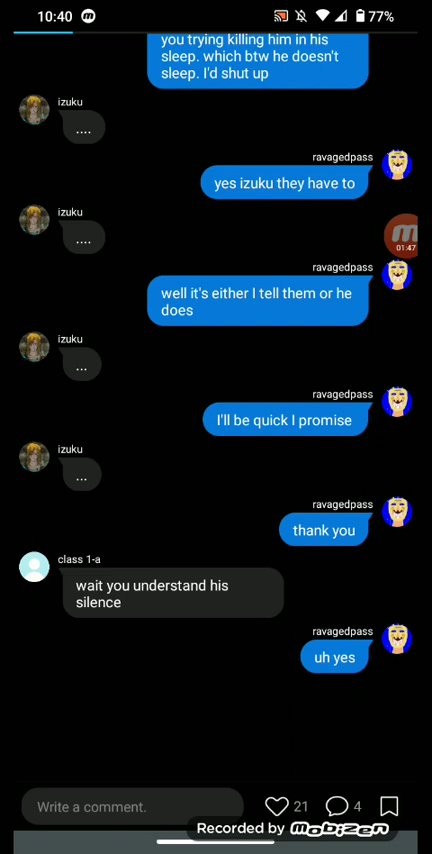 10:40
77%
you trying killing him in his
sleep. which btw he doesn't
sleep. I'd shut up
izuku
....
ravagedpass
yes izuku they have to
izuku
....
01:47
ravagedpass
well it's either I tell them or he
does
izuku
...
ravagedpass
I'll be quick I promise
izuku
...
ravagedpass
thank you
class 1-a
wait you understand his
silence
ravagedpass
uh yes
Write a comment.
21
4
Recorded by mobizen